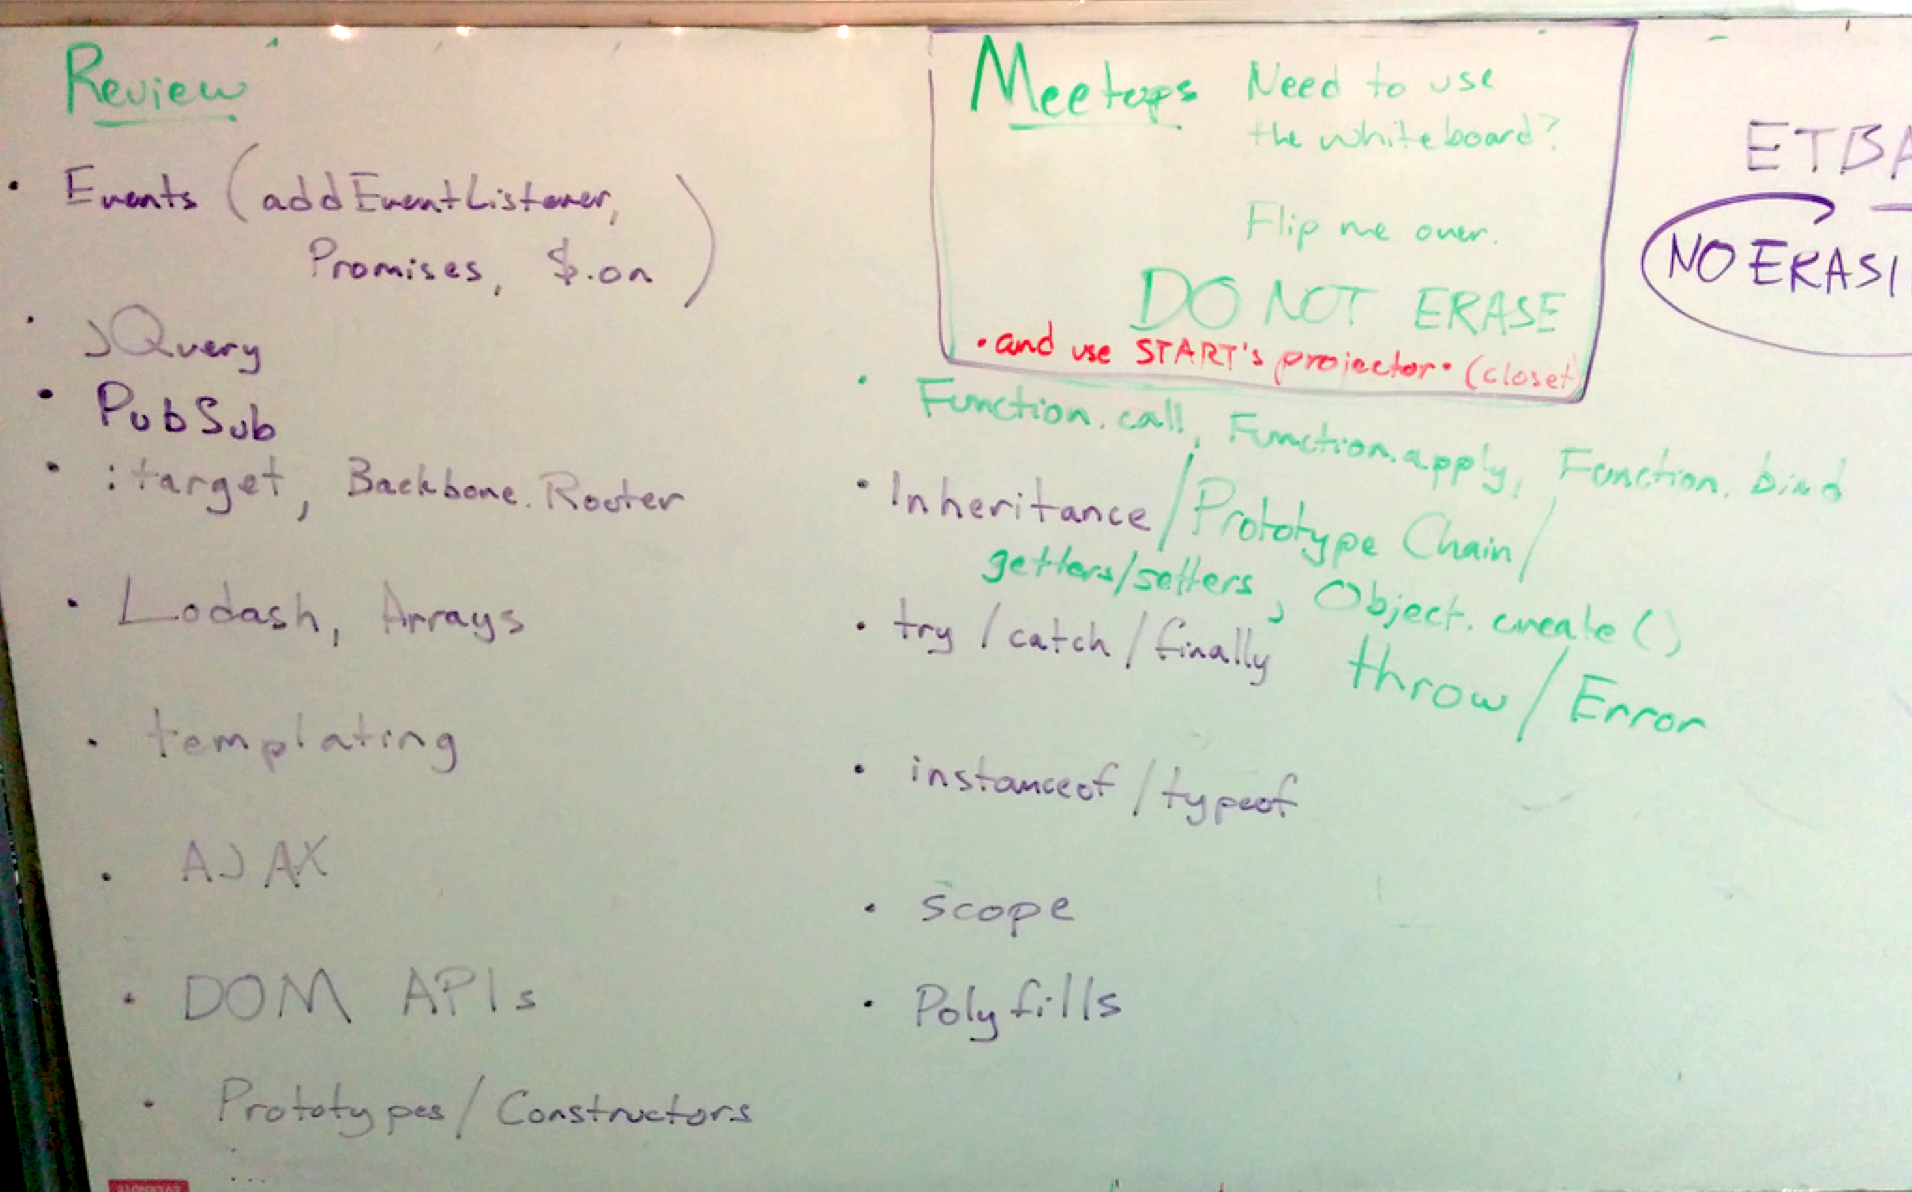 Review
• Events (addEventListener,
Promises, $.on)
• JQuery
• PubSub
• :target, Backbone.Router
• Lodash, Arrays
• templating
• AJAX
• DOM APIs
• Prototypes/Constructors
Meetups Need to use
the whiteboard?
Flip me over.
DO NOT ERASE
•and use START's projector• (closet)
• Function.call, Function.apply, Function.bind
• Inheritance/Prototype Chain/
getters/setters, Object.create()
• try/catch/finally throw/Error
• instanceof/typeof
• scope
• Polyfills
ETBA
NO ERASI